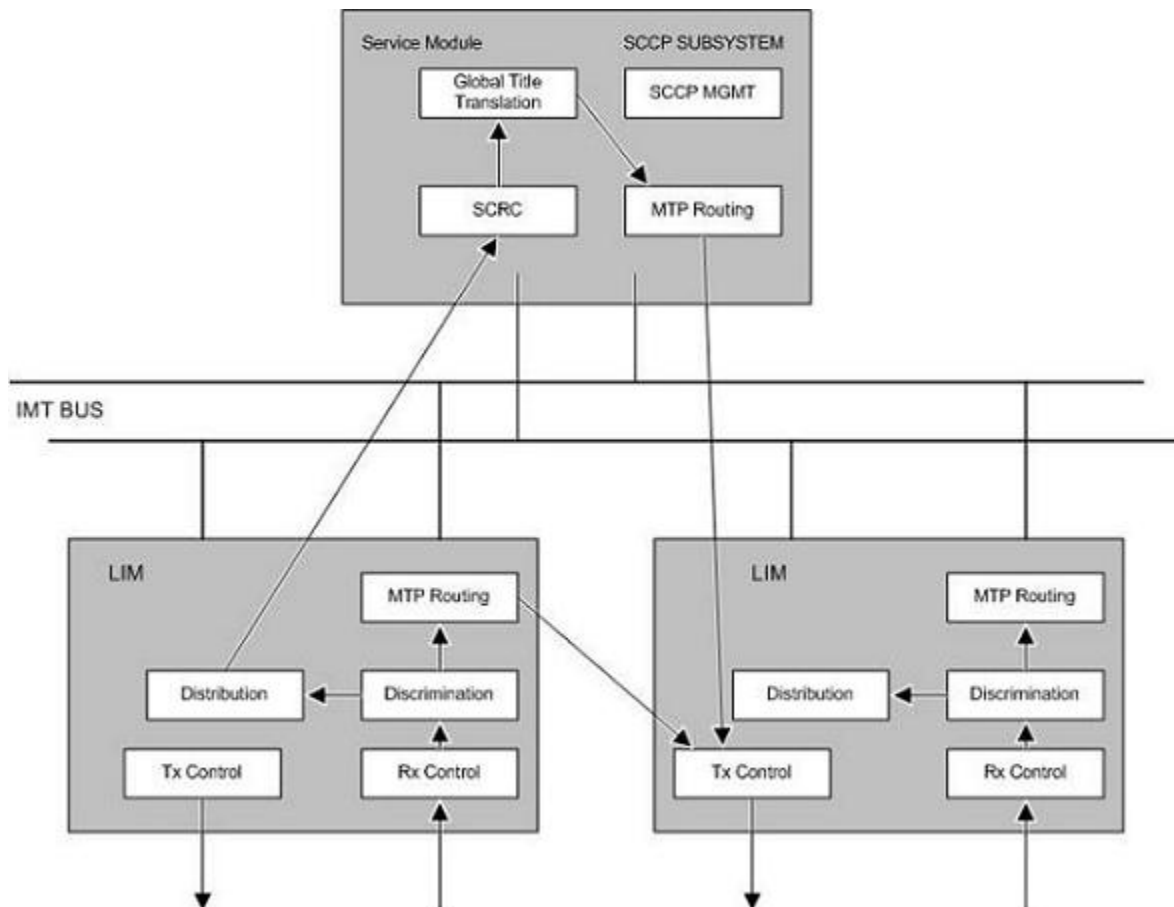 Service Module
SCCP SUBSYSTEM
Global Title
Translation
SCCP MGMT
SCRC
MTP Routing
IMT BUS
LIM
MTP Routing
Distribution
Discrimination
Tx Control
Rx Control
LIM
MTP Routing
Distribution
Discrimination
Tx Control
Rx Control